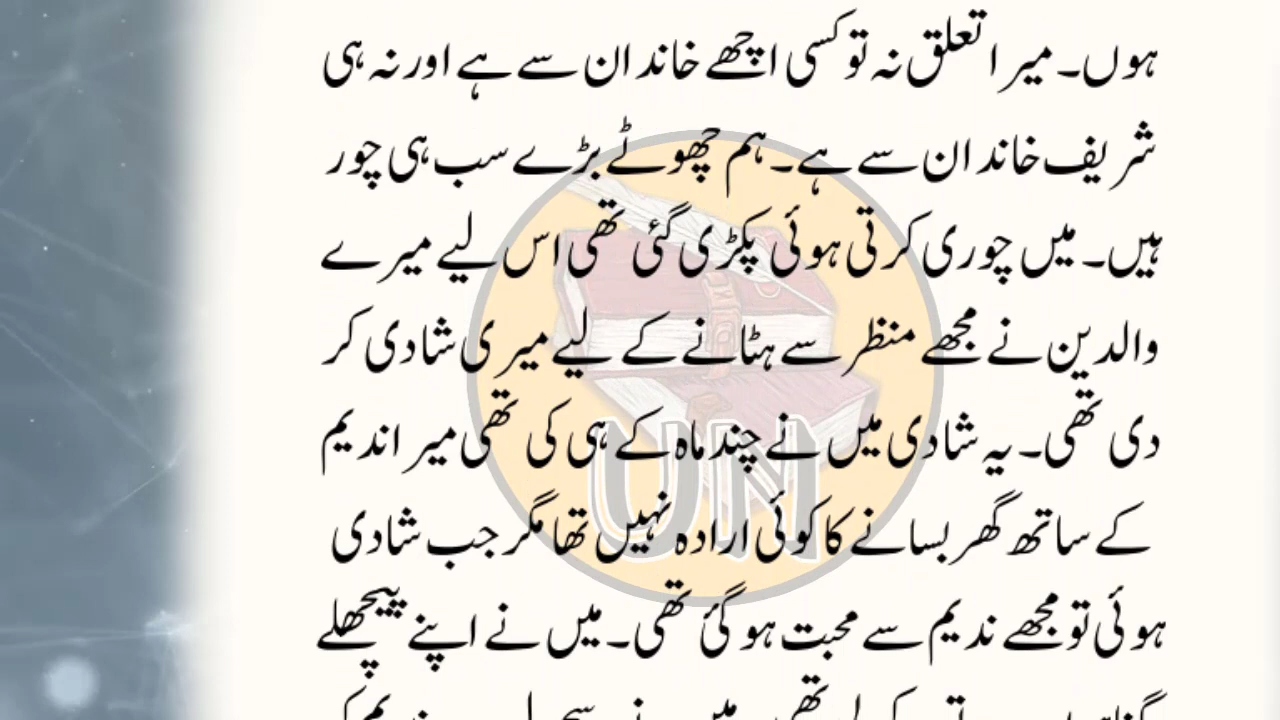 ہوں۔ میرا تعلق نہ تو کسی اچھے خاندان سے ہے اور نہ ہی
شریف خاندان سے ہے۔ ہم چھوٹے بڑے سب ہی چور
ہیں۔ میں چوری کرتی ہوئی پکڑی گئی تھی اس لیے میرے
والدین نے مجھے منظر سے ہٹانے کے لیے میری شادی کر
دی تھی۔ یہ شادی میں نے چند ماہ کے ہی کی تھی میرا ندیم
کے ساتھ گھر بسانے کا کوئی ارادہ نہیں تھا مگر جب شادی
ہوئی تو مجھے ندیم سے محبت ہو گئی تھی۔ میں نے اپنے پچھلے
UN